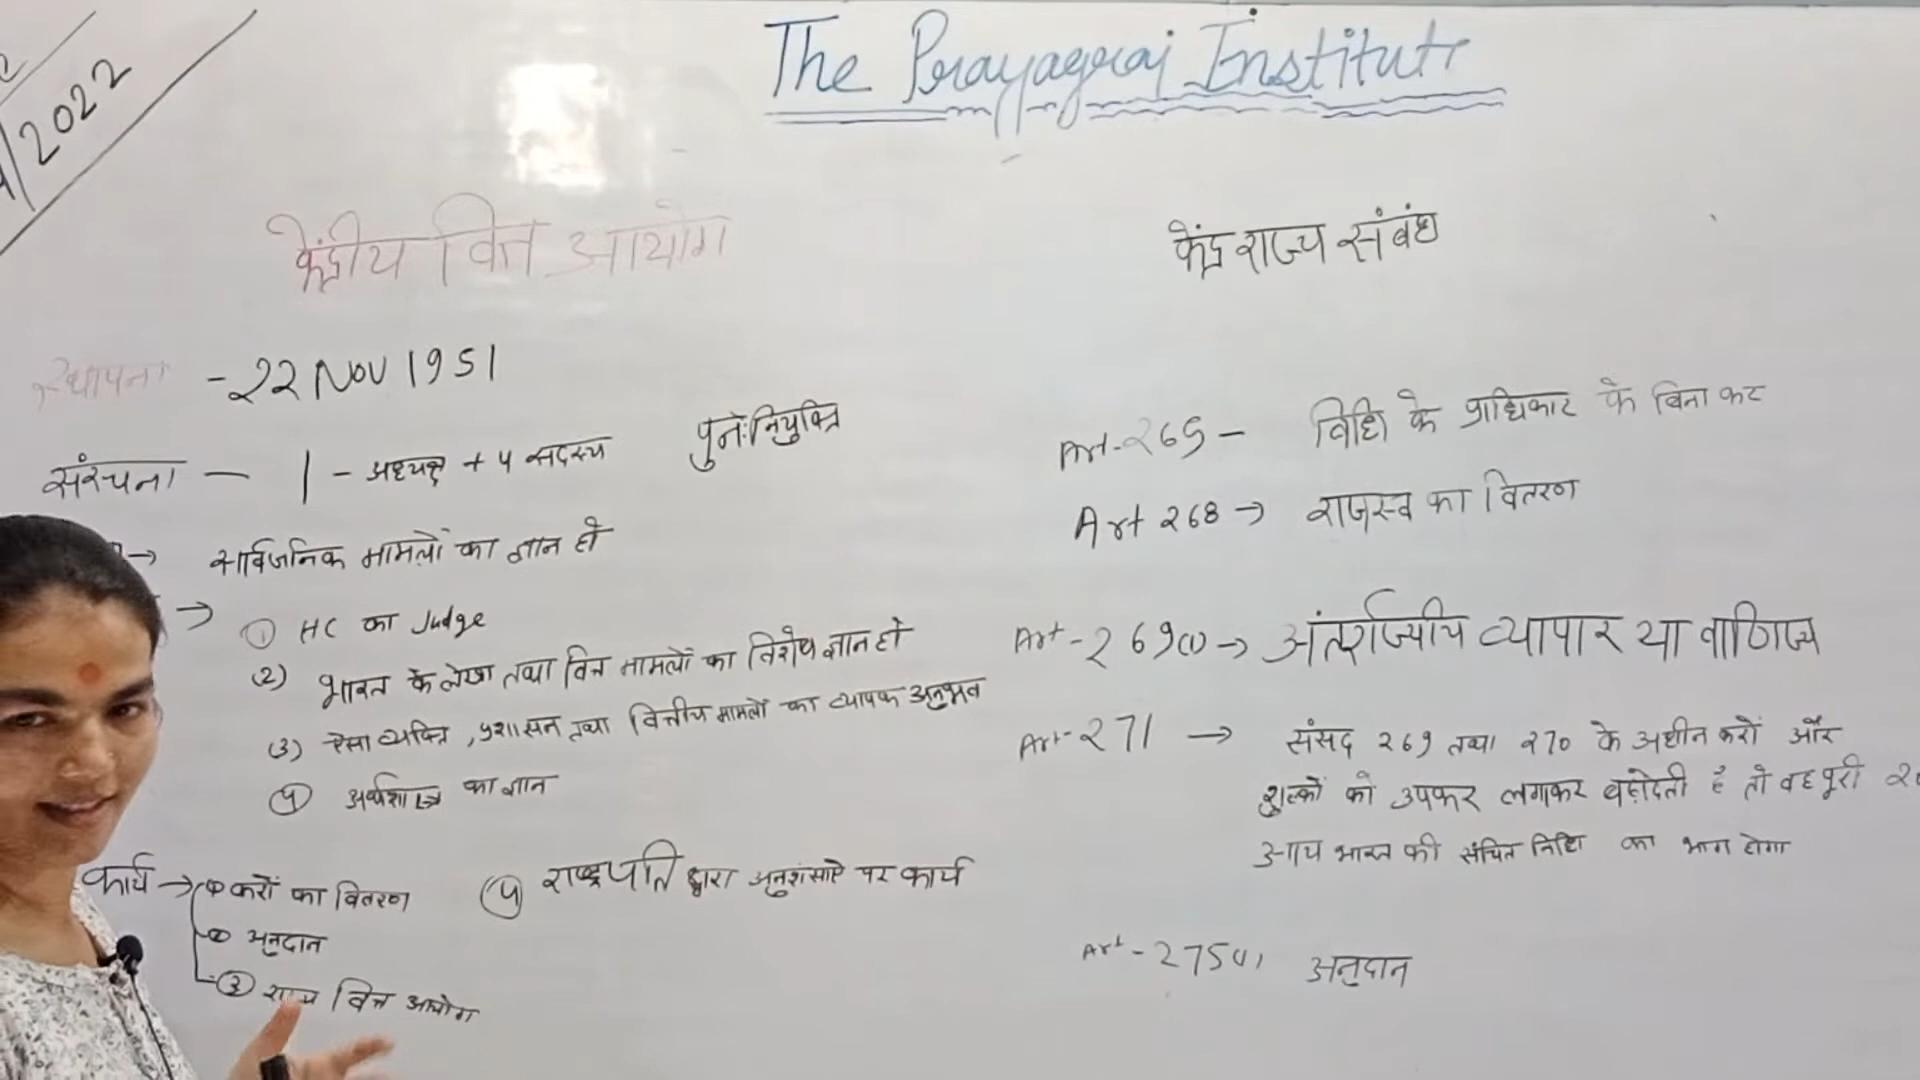 The Prayagraj Institute
2022
केंद्रीय वित्त आयोग
स्थापना - 22 Nov 1951
संरचना — 1 - अध्यक्ष + 4 सदस्य
पुनःनियुक्ति
→ सार्वजनिक मामलों का ज्ञान हो
→ ① HC का Judge
2) भारत के लेखा तथा वित्त मामलों का विशेष ज्ञान हो
(3) ऐसा व्यक्ति, प्रशासन तथा वित्तीय मामलों का व्यापक अनुभव
④ अर्थशास्त्र का ज्ञान
कार्य → ① करों का वितरण
② अनुदान
③ राज्य वित्त आयोग
④ राष्ट्रपति द्वारा अनुशंसाऐ पर कार्य
केंद्र राज्य संबंध
Art-265 — विधि के प्राधिकार के बिना कर
Art 268 → राजस्व का वितरण
Art-269(1) → अंतर्राज्यीय व्यापार या वाणिज्य
Art-271 → संसद 269 तथा 270 के अधीन करों और
शुल्कों को उपकर लगाकर बढ़ोदेती है तो वह पूरी
आय भारत की संचित निधि का भाग होगा
Art-275(1) अनुदान